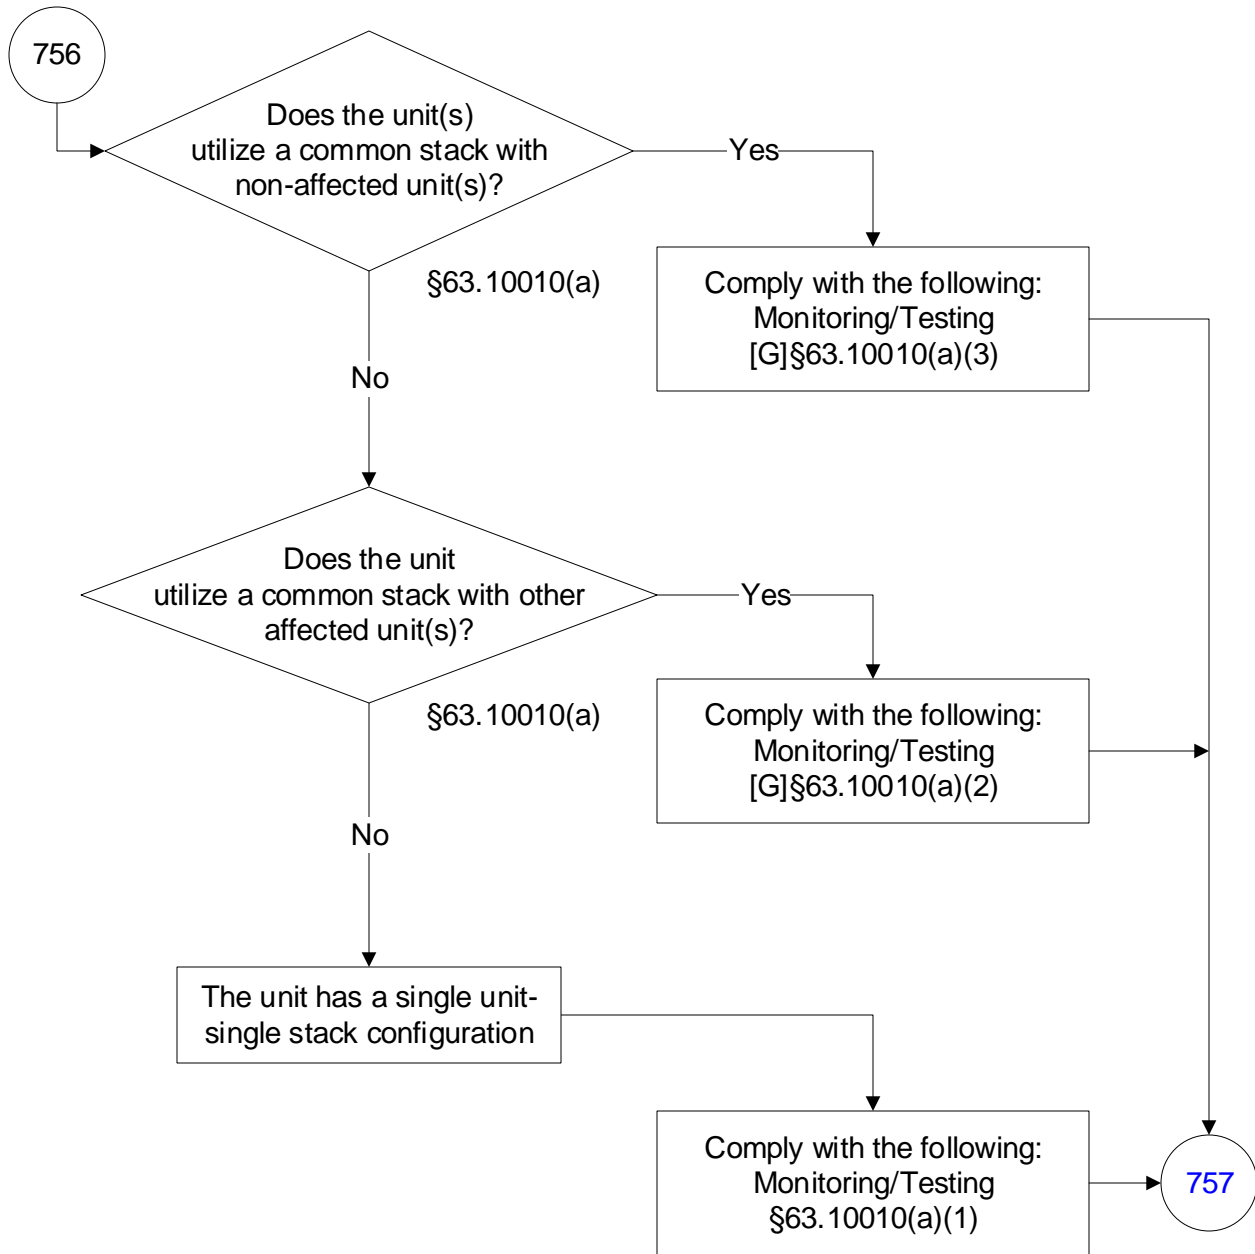 756
Does the unit(s)
utilize a common stack with
non-affected unit(s)?
Yes
§63.10010(a)
Comply with the following:
Monitoring/Testing
[G]§63.10010(a)(3)
No
Does the unit
utilize a common stack with other
affected unit(s)?
Yes
§63.10010(a)
Comply with the following:
Monitoring/Testing
[G]§63.10010(a)(2)
No
The unit has a single unit-
single stack configuration
Comply with the following:
Monitoring/Testing
§63.10010(a)(1)
757